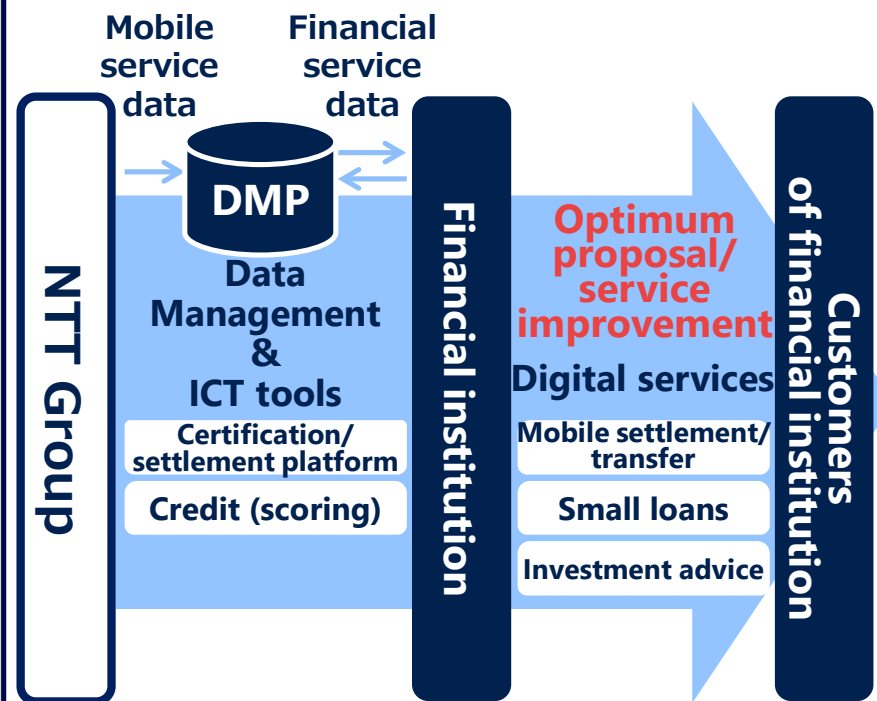 Mobile
service
data
Financial
service
data
DMP
NTT Group
Data
Management
&
ICT tools
Certification/
settlement platform
Credit (scoring)
Financial institution
Optimum
proposal/
service
improvement
Digital services
Mobile settlement/
transfer
Small loans
Investment advice
Customers
of financial institution